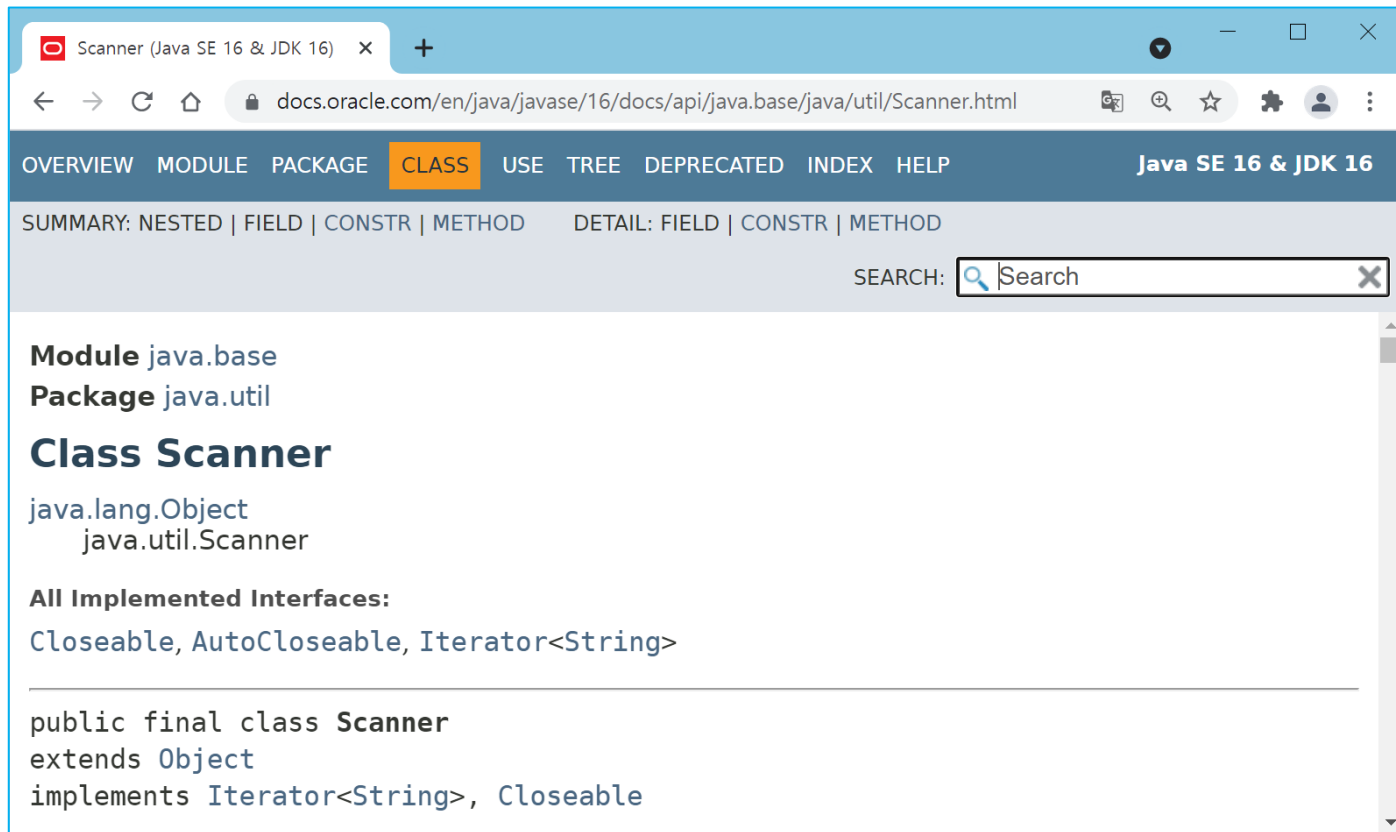 Scanner (Java SE 16 & JDK 16)
docs.oracle.com/en/java/javase/16/docs/api/java.base/java/util/Scanner.html
OVERVIEW MODULE PACKAGE CLASS USE TREE DEPRECATED INDEX HELP Java SE 16 & JDK 16
SUMMARY: NESTED | FIELD | CONSTR | METHOD DETAIL: FIELD | CONSTR | METHOD
SEARCH: Search
Module java.base
Package java.util
Class Scanner
java.lang.Object
java.util.Scanner
All Implemented Interfaces:
Closeable, AutoCloseable, Iterator<String>
public final class Scanner
extends Object
implements Iterator<String>, Closeable